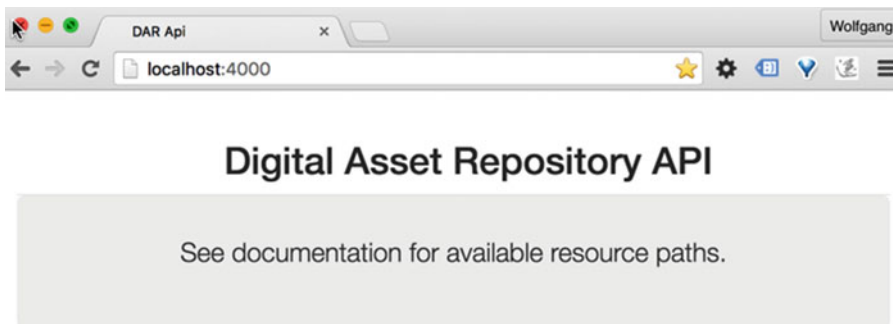 DAR Api
Wolfgang
localhost:4000
Digital Asset Repository API
See documentation for available resource paths.